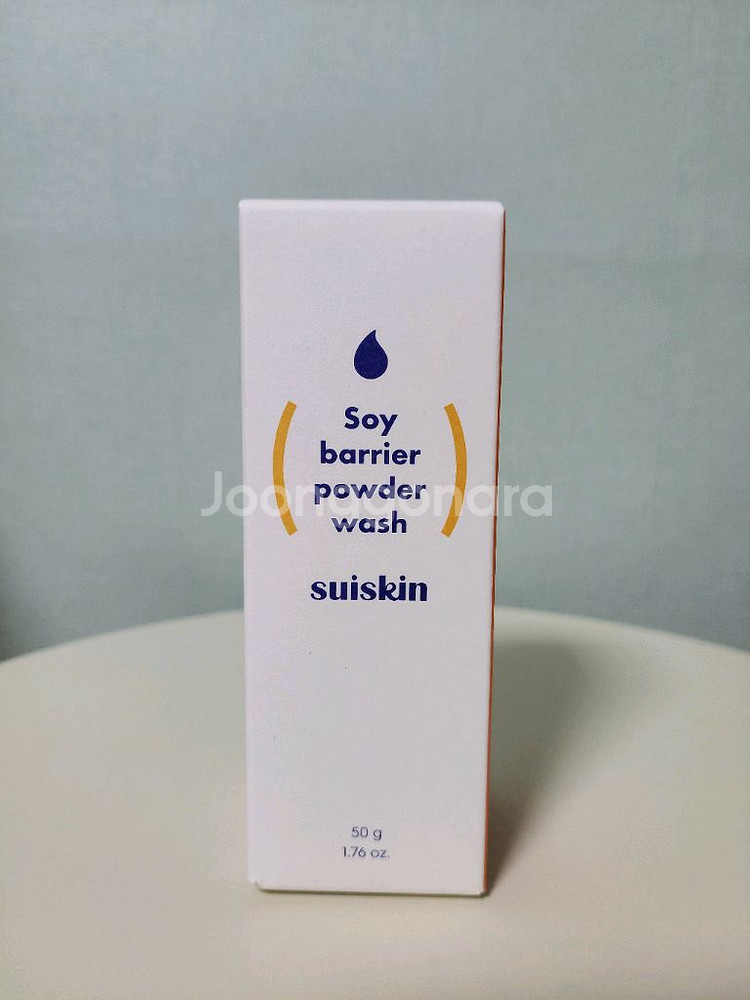 Soy
barrier
powder
wash
Joonggonara
suiskin
50 g
1.76 oz.